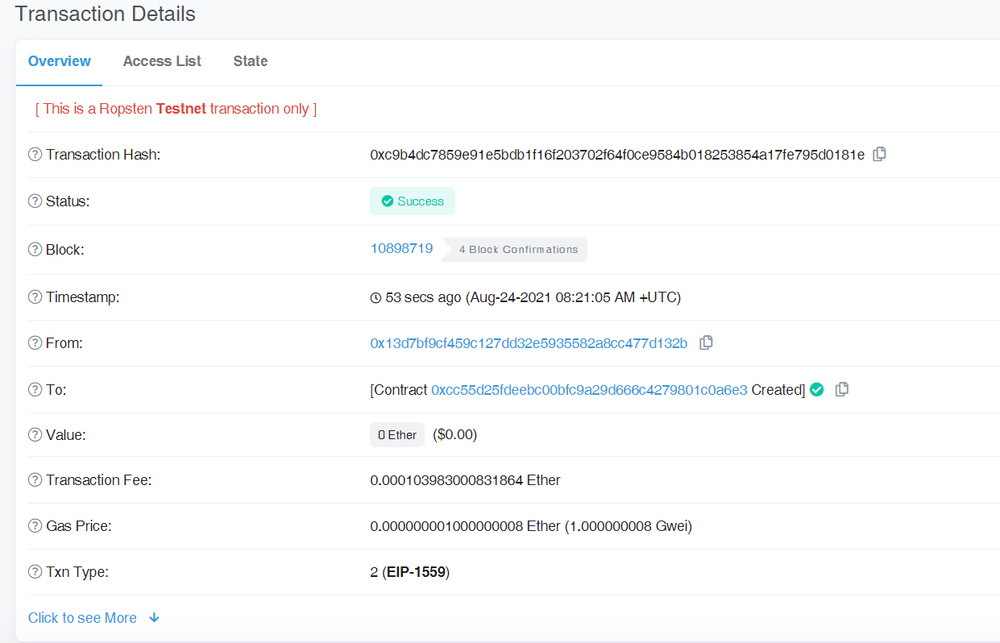 Transaction Details
Overview Access List State
[ This is a Ropsten Testnet transaction only ]
Transaction Hash: 0xc9b4dc7859e91e5bdb1f16f203702f64f0ce9584b018253854a17fe795d0181e
Status: Success
Block: 10898719 4 Block Confirmations
Timestamp: 53 secs ago (Aug-24-2021 08:21:05 AM +UTC)
From: 0x13d7bf9cf459c127dd32e5935582a8cc477d132b
To: [Contract 0xcc55d25fdeebc00bfc9a29d666c4279801c0a6e3 Created]
Value: 0 Ether ($0.00)
Transaction Fee: 0.000103983000831864 Ether
Gas Price: 0.000000001000000008 Ether (1.000000008 Gwei)
Txn Type: 2 (EIP-1559)
Click to see More